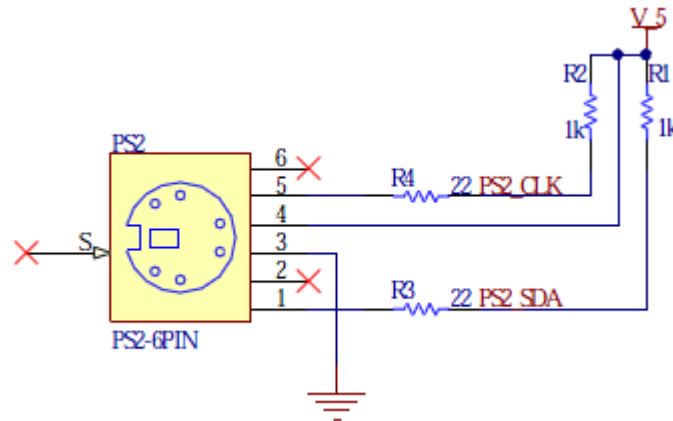 V_5
R2
R1
1k
1k
PS2
6
5
R4
22 PS2_CLK
4
S
3
2
1
R3
22 PS2_SDA
PS2-6PIN